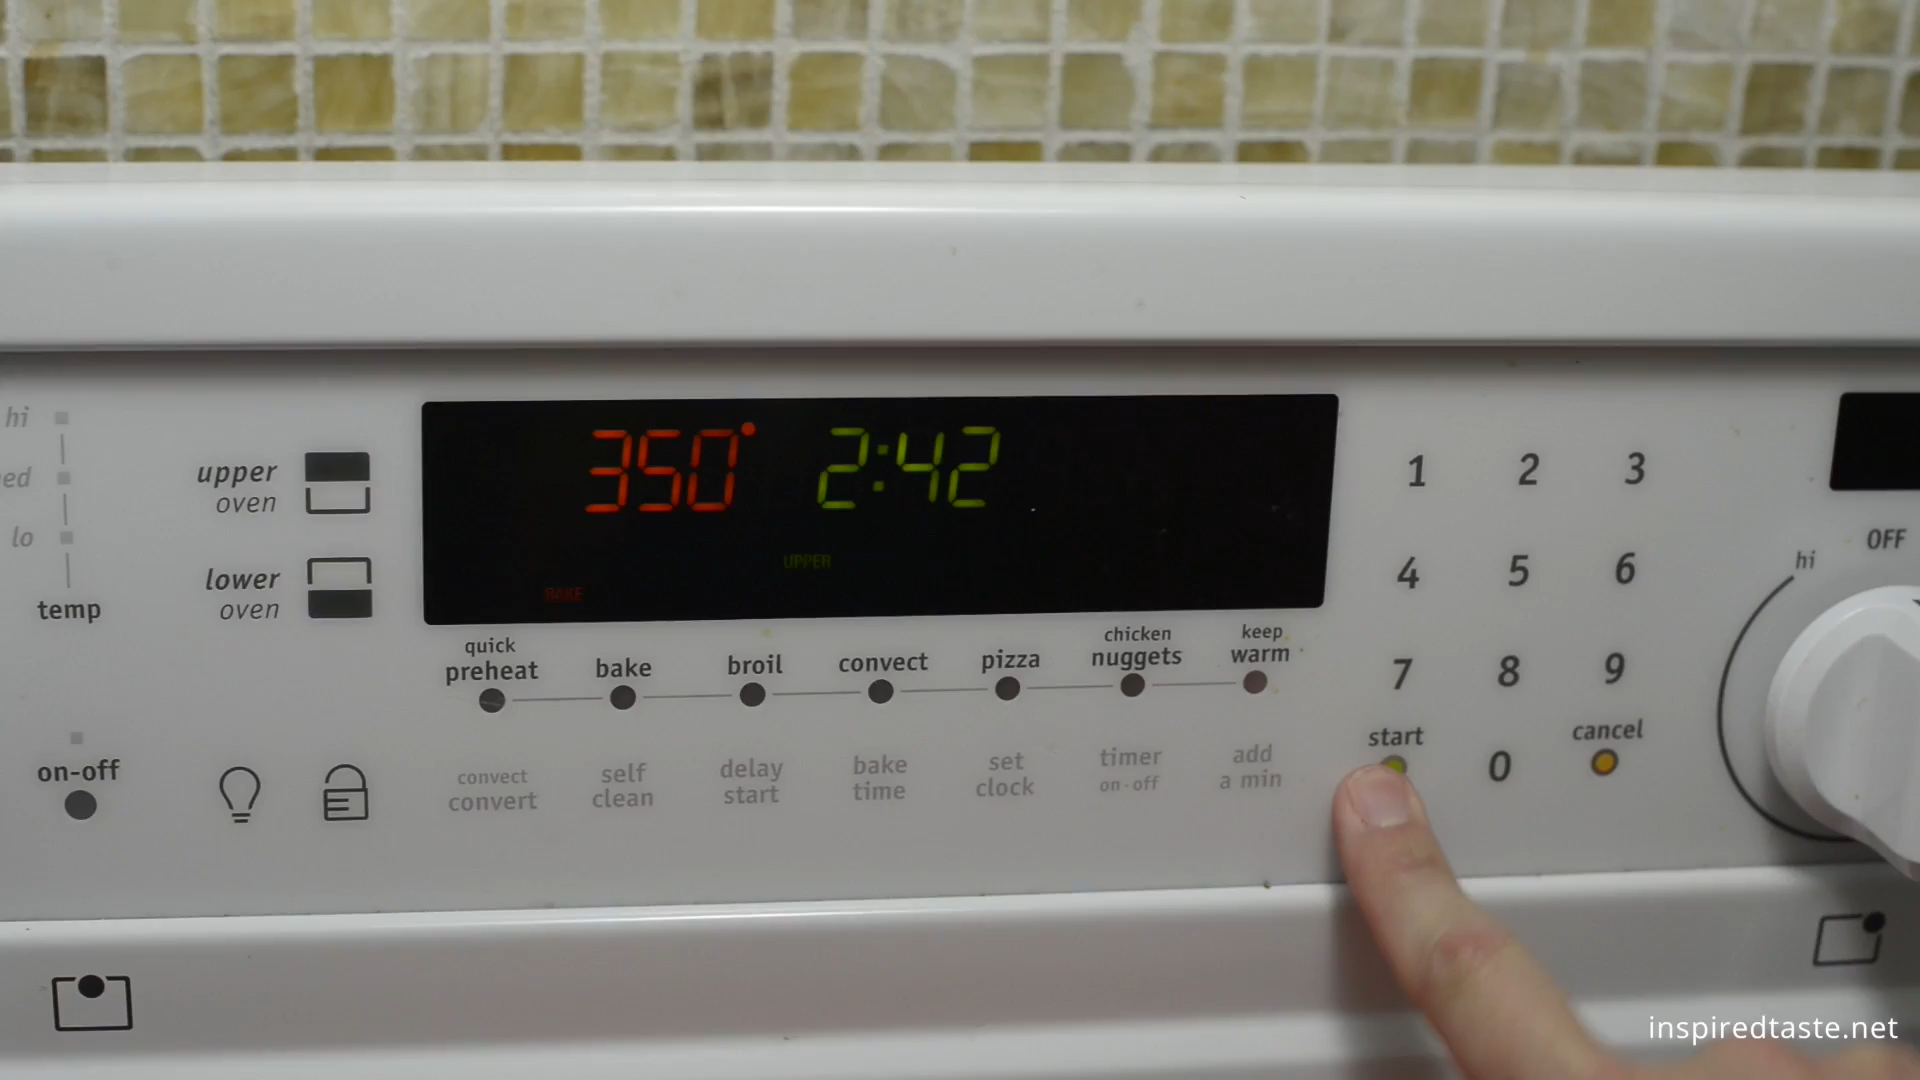 hi
ed
lo
temp
on-off
upper
oven
lower
oven
350° 2:42
UPPER
BAKE
quick
preheat
bake
broil
convect
pizza
chicken
nuggets
keep
warm
convect
convert
self
clean
delay
start
bake
time
set
clock
timer
on·off
add
a min
1 2 3
4 5 6
7 8 9
start 0 cancel
OFF
hi
inspiredtaste.net